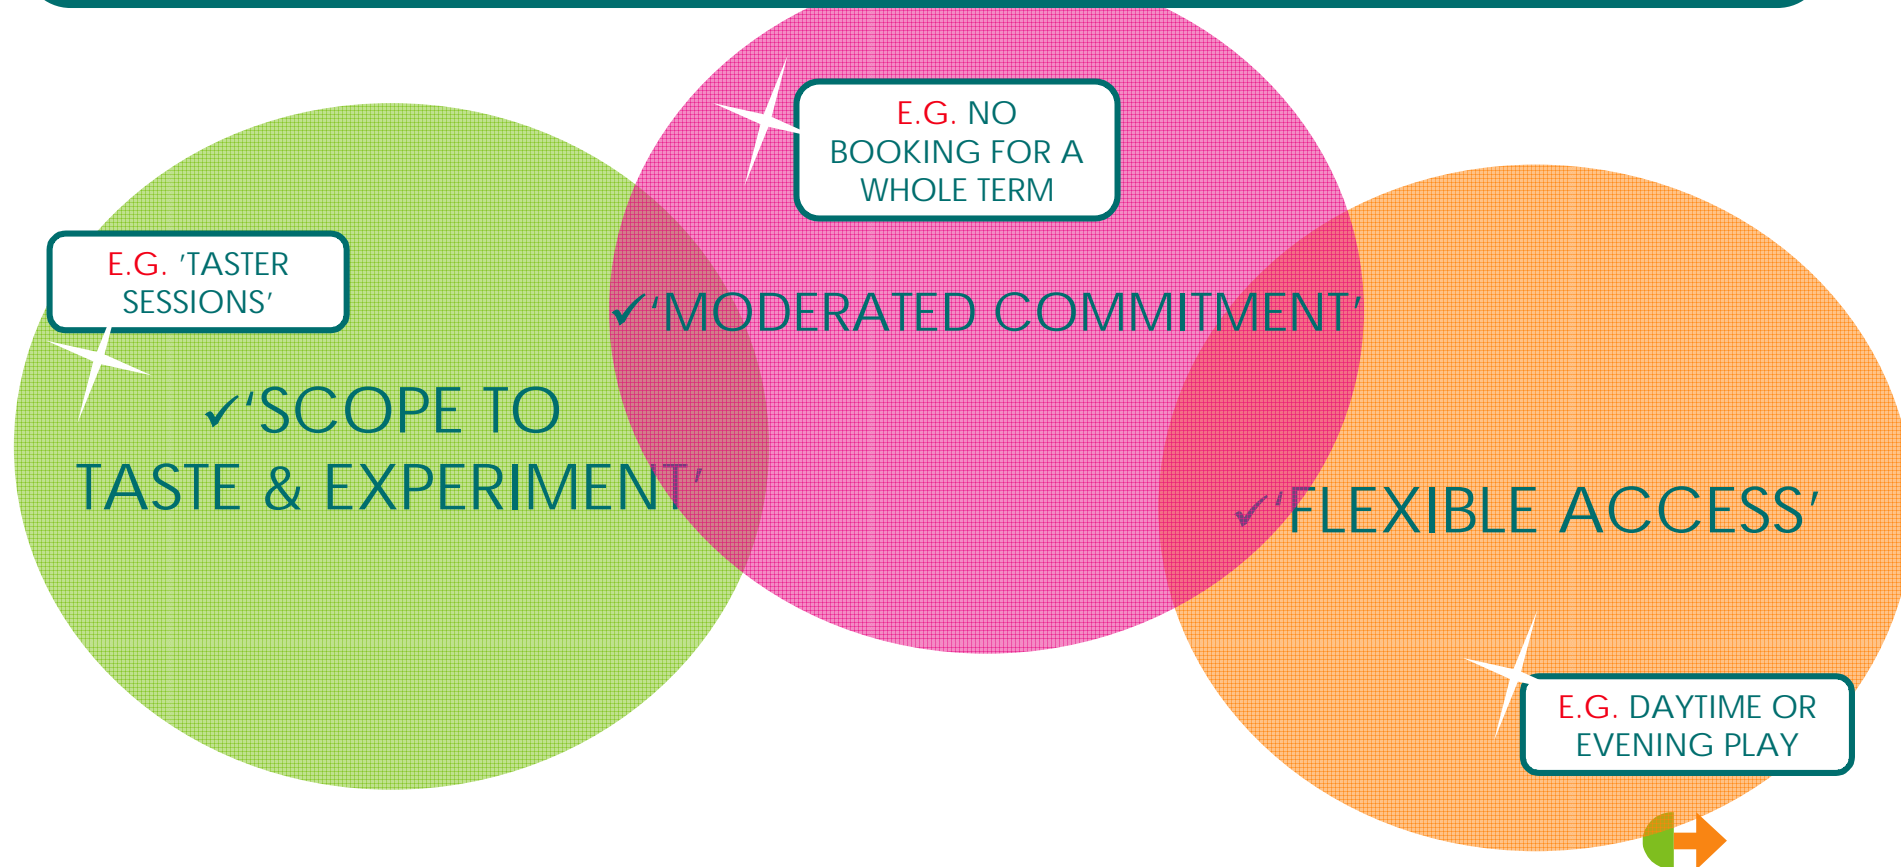 E.G. NO
BOOKING FOR A
WHOLE TERM
E.G. 'TASTER
SESSIONS'
✓'MODERATED COMMITMENT'
✓'SCOPE TO
TASTE & EXPERIMENT'
✓'FLEXIBLE ACCESS'
E.G. DAYTIME OR
EVENING PLAY